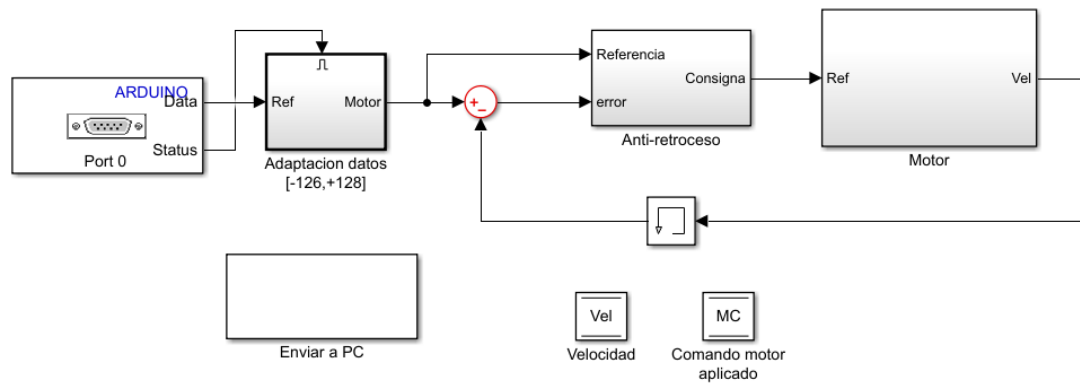 ARDUINO
Data
Status
Port 0
Ref
Motor
Adaptacion datos
[-126,+128]
Referencia
error
Consigna
Anti-retroceso
Ref
Vel
Motor
Enviar a PC
Vel
Velocidad
MC
Comando motor
aplicado